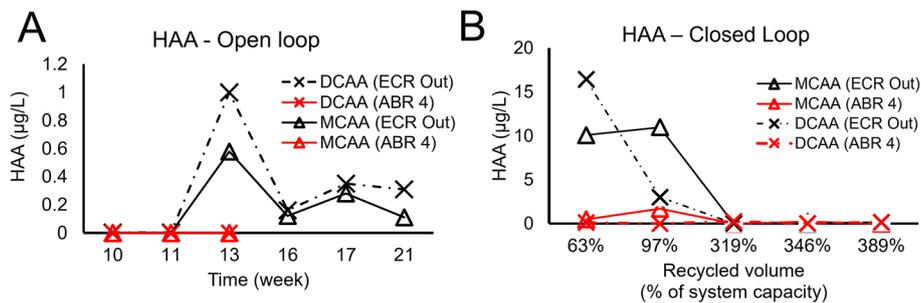 A
HAA - Open loop
HAA (µg/L)
1.2
1
0.8
0.6
0.4
0.2
0
10 11 13 16 17 21
Time (week)
DCAA (ECR Out)
DCAA (ABR 4)
MCAA (ECR Out)
MCAA (ABR 4)
B
HAA – Closed Loop
HAA (µg/L)
20
15
10
5
0
63% 97% 319% 346% 389%
Recycled volume
(% of system capacity)
MCAA (ECR Out)
MCAA (ABR 4)
DCAA (ECR Out)
DCAA (ABR 4)